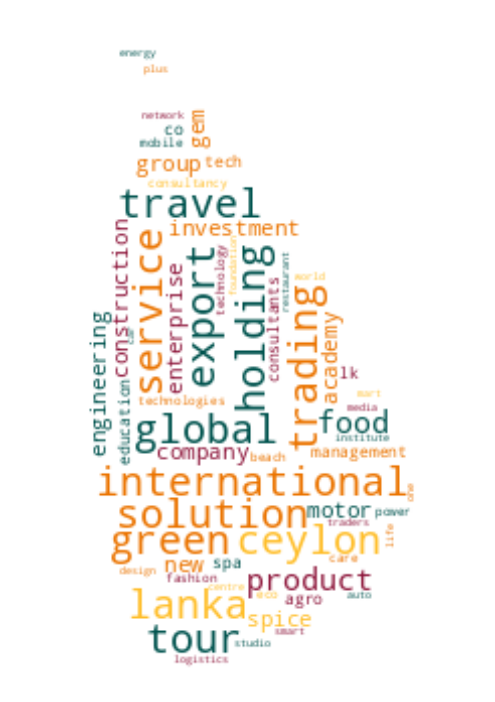 energy
plus
network
co
gem
mobile
group tech
consultancy
travel
investment
construction
service
enterprise
export
technology
foundation
holding
consultants
restaurant
world
trading
academy
engineering
car
education
technologies
lk
mart
media
global
food
institute
company
beach
management
international
one
solution
motor power
traders
green
ceylon
life
care
design
new
spa
fashion
centre
product
eco
agro
auto
lanka
spice
smart
tour
studio
logistics